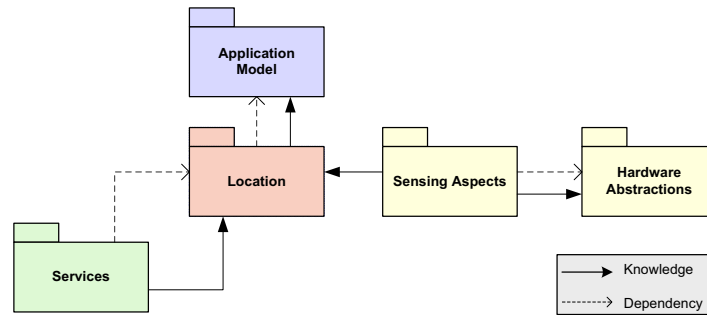 Application
Model
Location
Sensing Aspects
Hardware
Abstractions
Services
Knowledge
Dependency